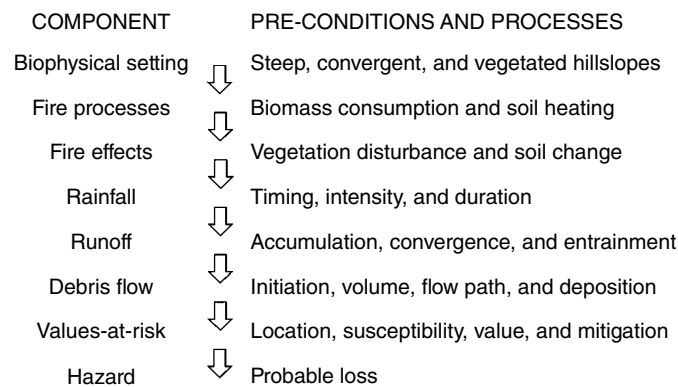 COMPONENT PRE-CONDITIONS AND PROCESSES
Biophysical setting Steep, convergent, and vegetated hillslopes
Fire processes Biomass consumption and soil heating
Fire effects Vegetation disturbance and soil change
Rainfall Timing, intensity, and duration
Runoff Accumulation, convergence, and entrainment
Debris flow Initiation, volume, flow path, and deposition
Values-at-risk Location, susceptibility, value, and mitigation
Hazard Probable loss